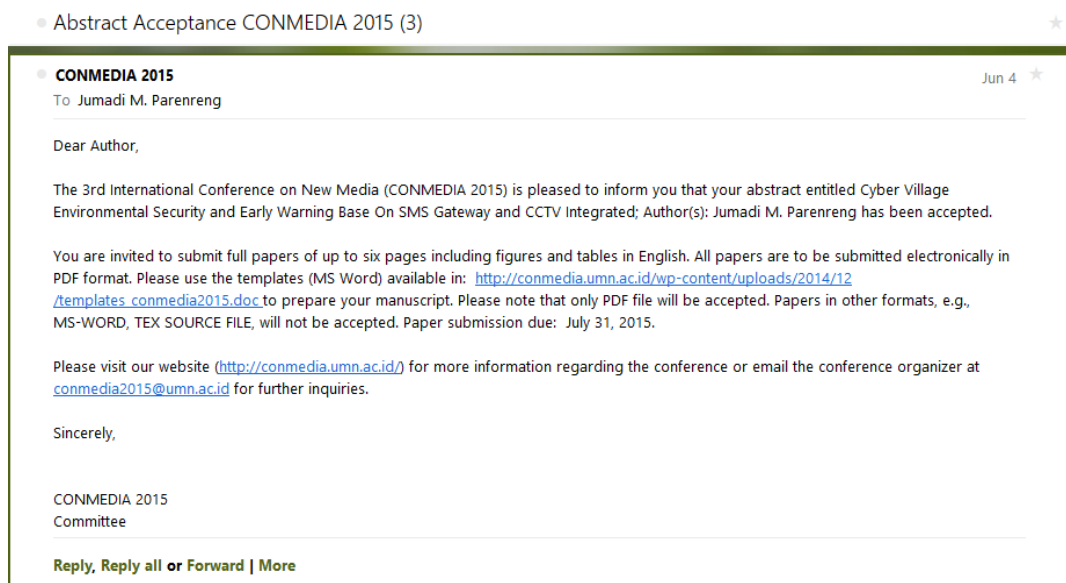 Abstract Acceptance CONMEDIA 2015 (3)
CONMEDIA 2015
Jun 4
To Jumadi M. Parenreng
Dear Author,
The 3rd International Conference on New Media (CONMEDIA 2015) is pleased to inform you that your abstract entitled Cyber Village
Environmental Security and Early Warning Base On SMS Gateway and CCTV Integrated; Author(s): Jumadi M. Parenreng has been accepted.
You are invited to submit full papers of up to six pages including figures and tables in English. All papers are to be submitted electronically in
PDF format. Please use the templates (MS Word) available in: http://conmedia.umn.ac.id/wp-content/uploads/2014/12
/templates_conmedia2015.doc to prepare your manuscript. Please note that only PDF file will be accepted. Papers in other formats, e.g.,
MS-WORD, TEX SOURCE FILE, will not be accepted. Paper submission due: July 31, 2015.
Please visit our website (http://conmedia.umn.ac.id/) for more information regarding the conference or email the conference organizer at
conmedia2015@umn.ac.id for further inquiries.
Sincerely,
CONMEDIA 2015
Committee
Reply, Reply all or Forward | More